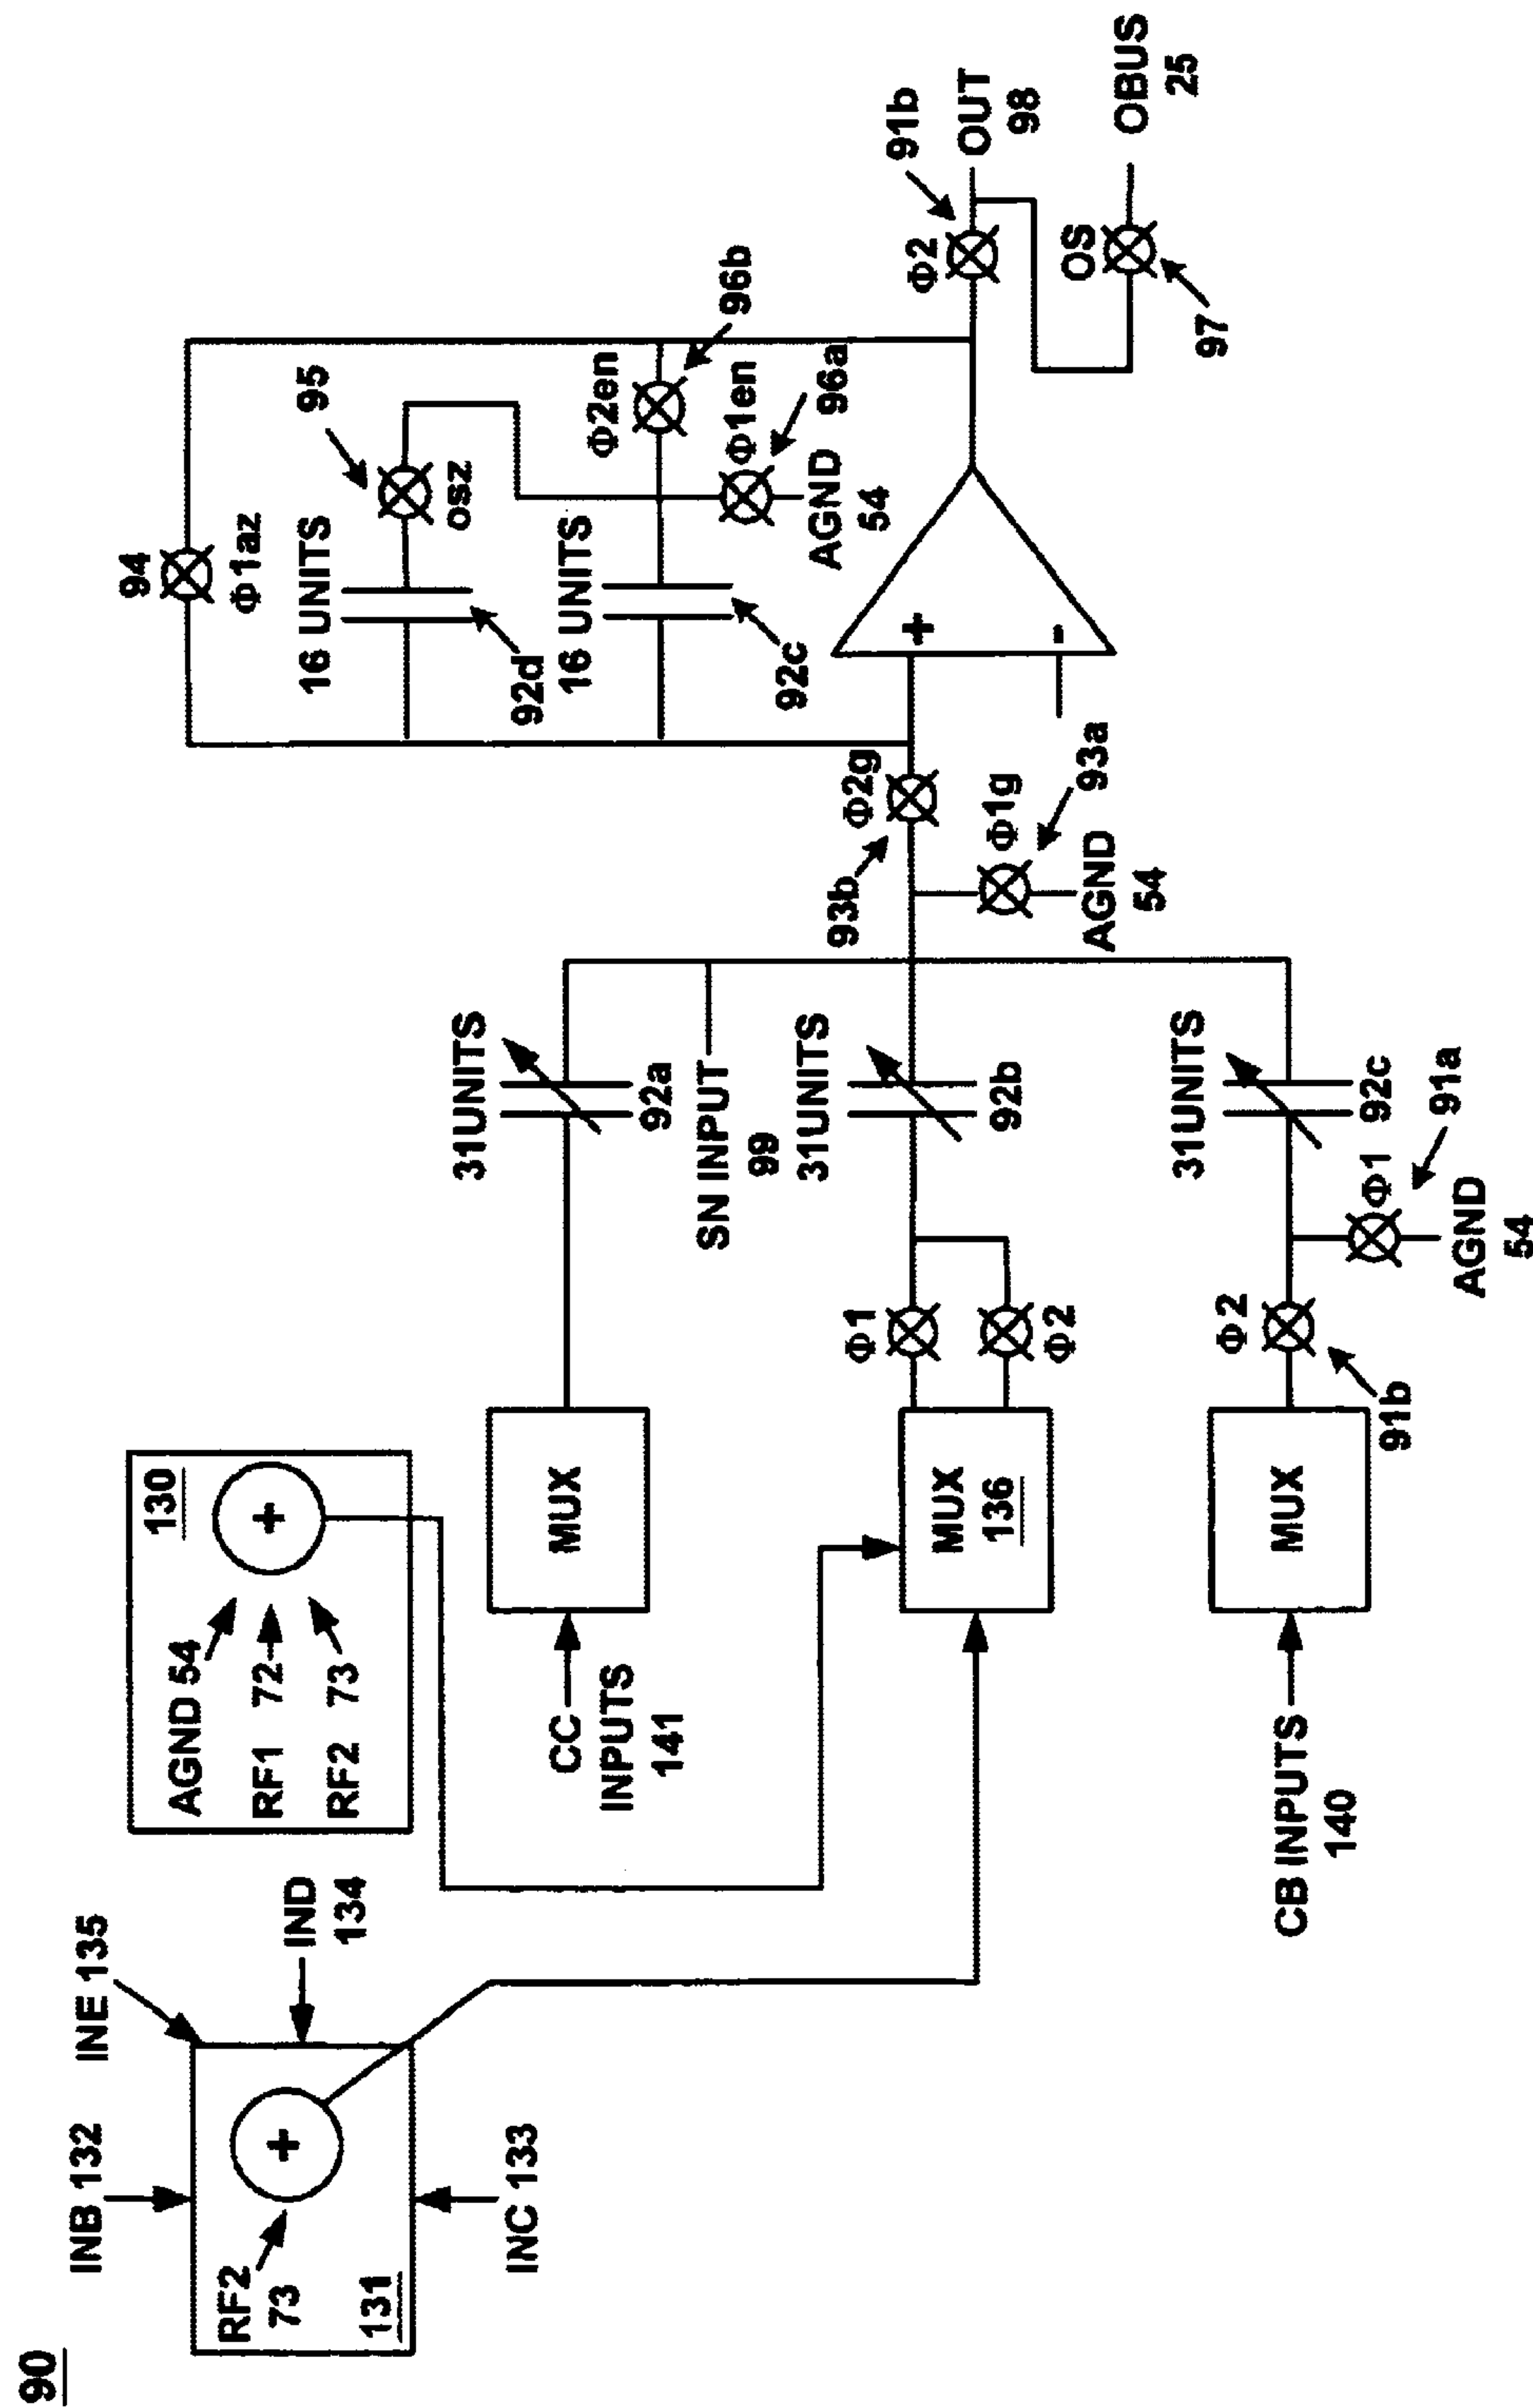 90
INB 132
INE 135
IND
134
RF2
73
+
131
INC 133
130
AGND 54
RF1 72
RF2 73
+
CC
INPUTS
141
MUX
31UNITS
92a
SN INPUT
99
MUX
136
Φ1
Φ2
31UNITS
92b
CB INPUTS
140
MUX
Φ2
91b
Φ1
91a
AGND
54
31UNITS
92c
93b
Φ2g
Φ1g
93a
AGND
54
94
Φ1az
16 UNITS
92d
95
osz
16 UNITS
92c
Φ2en
96b
Φ1en
96a
AGND
54
+
-
Φ2
91b
OUT
98
OS
97
OBUS
25